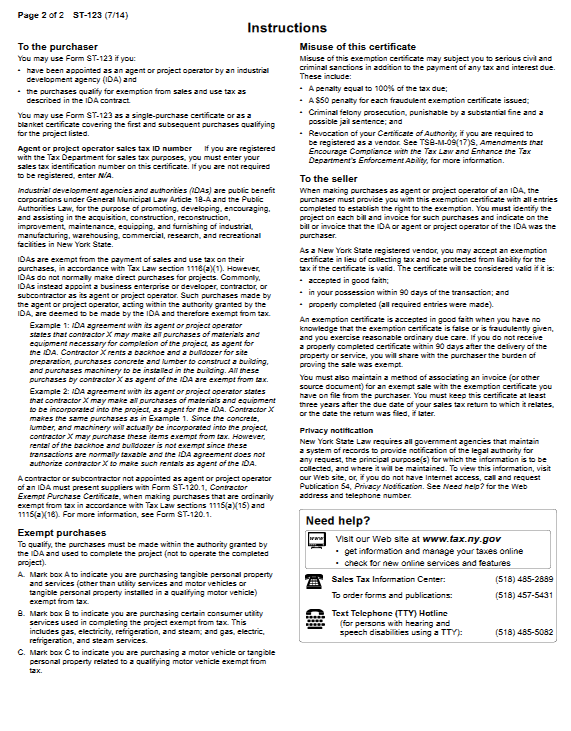 Page 2 of 2 ST-123 (7/14)
Instructions
To the purchaser
You may use Form ST-123 if you:
• have been appointed as an agent or project operator by an industrial
development agency (IDA) and
• the purchases qualify for exemption from sales and use tax as
described in the IDA contract.
You may use Form ST-123 as a single-purchase certificate or as a
blanket certificate covering the first and subsequent purchases qualifying
for the project listed.
Agent or project operator sales tax ID number If you are registered
with the Tax Department for sales tax purposes, you must enter your
sales tax identification number on this certificate. If you are not required
to be registered, enter N/A.
Industrial development agencies and authorities (IDAs) are public benefit
corporations under General Municipal Law Article 18-A and the Public
Authorities Law, for the purpose of promoting, developing, encouraging,
and assisting in the acquisition, construction, reconstruction,
improvement, maintenance, equipping, and furnishing of industrial,
manufacturing, warehousing, commercial, research, and recreational
facilities in New York State.
IDAs are exempt from the payment of sales and use tax on their
purchases, in accordance with Tax Law section 1116(a)(1). However,
IDAs do not normally make direct purchases for projects. Commonly,
IDAs instead appoint a business enterprise or developer, contractor, or
subcontractor as its agent or project operator. Such purchases made by
the agent or project operator, acting within the authority granted by the
IDA, are deemed to be made by the IDA and therefore exempt from tax.
Example 1: IDA agreement with its agent or project operator
states that contractor X may make all purchases of materials and
equipment necessary for completion of the project, as agent for
the IDA. Contractor X rents a backhoe and a bulldozer for site
preparation, purchases concrete and lumber to construct a building,
and purchases machinery to be installed in the building. All these
purchases by contractor X as agent of the IDA are exempt from tax.
Example 2: IDA agreement with its agent or project operator states
that contractor X may make all purchases of materials and equipment
to be incorporated into the project, as agent for the IDA. Contractor X
makes the same purchases as in Example 1. Since the concrete,
lumber, and machinery will actually be incorporated into the project,
contractor X may purchase these items exempt from tax. However,
rental of the backhoe and bulldozer is not exempt since these
transactions are normally taxable and the IDA agreement does not
authorize contractor X to make such rentals as agent of the IDA.
A contractor or subcontractor not appointed as agent or project operator
of an IDA must present suppliers with Form ST-120.1, Contractor
Exempt Purchase Certificate, when making purchases that are ordinarily
exempt from tax in accordance with Tax Law sections 1115(a)(15) and
1115(a)(16). For more information, see Form ST-120.1.
Exempt purchases
To qualify, the purchases must be made within the authority granted by
the IDA and used to complete the project (not to operate the completed
project).
A. Mark box A to indicate you are purchasing tangible personal property
and services (other than utility services and motor vehicles or
tangible personal property installed in a qualifying motor vehicle)
exempt from tax.
B. Mark box B to indicate you are purchasing certain consumer utility
services used in completing the project exempt from tax. This
includes gas, electricity, refrigeration, and steam; and gas, electric,
refrigeration, and steam services.
C. Mark box C to indicate you are purchasing a motor vehicle or tangible
personal property related to a qualifying motor vehicle exempt from
tax.
Misuse of this certificate
Misuse of this exemption certificate may subject you to serious civil and
criminal sanctions in addition to the payment of any tax and interest due.
These include:
• A penalty equal to 100% of the tax due;
• A $50 penalty for each fraudulent exemption certificate issued;
• Criminal felony prosecution, punishable by a substantial fine and a
possible jail sentence; and
• Revocation of your Certificate of Authority, if you are required to
be registered as a vendor. See TSB-M-09(17)S, Amendments that
Encourage Compliance with the Tax Law and Enhance the Tax
Department's Enforcement Ability, for more information.
To the seller
When making purchases as agent or project operator of an IDA, the
purchaser must provide you with this exemption certificate with all entries
completed to establish the right to the exemption. You must identify the
project on each bill and invoice for such purchases and indicate on the
bill or invoice that the IDA or agent or project operator of the IDA was the
purchaser.
As a New York State registered vendor, you may accept an exemption
certificate in lieu of collecting tax and be protected from liability for the
tax if the certificate is valid. The certificate will be considered valid if it is:
• accepted in good faith;
• in your possession within 90 days of the transaction; and
• properly completed (all required entries were made).
An exemption certificate is accepted in good faith when you have no
knowledge that the exemption certificate is false or is fraudulently given,
and you exercise reasonable ordinary due care. If you do not receive
a properly completed certificate within 90 days after the delivery of the
property or service, you will share with the purchaser the burden of
proving the sale was exempt.
You must also maintain a method of associating an invoice (or other
source document) for an exempt sale with the exemption certificate you
have on file from the purchaser. You must keep this certificate at least
three years after the due date of your sales tax return to which it relates,
or the date the return was filed, if later.
Privacy notification
New York State Law requires all government agencies that maintain
a system of records to provide notification of the legal authority for
any request, the principal purpose(s) for which the information is to be
collected, and where it will be maintained. To view this information, visit
our Web site, or, if you do not have Internet access, call and request
Publication 54, Privacy Notification. See Need help? for the Web
address and telephone number.
Need help?
Visit our Web site at www.tax.ny.gov
• get information and manage your taxes online
• check for new online services and features
Sales Tax Information Center: (518) 485-2889
To order forms and publications: (518) 457-5431
Text Telephone (TTY) Hotline
(for persons with hearing and
speech disabilities using a TTY): (518) 485-5082